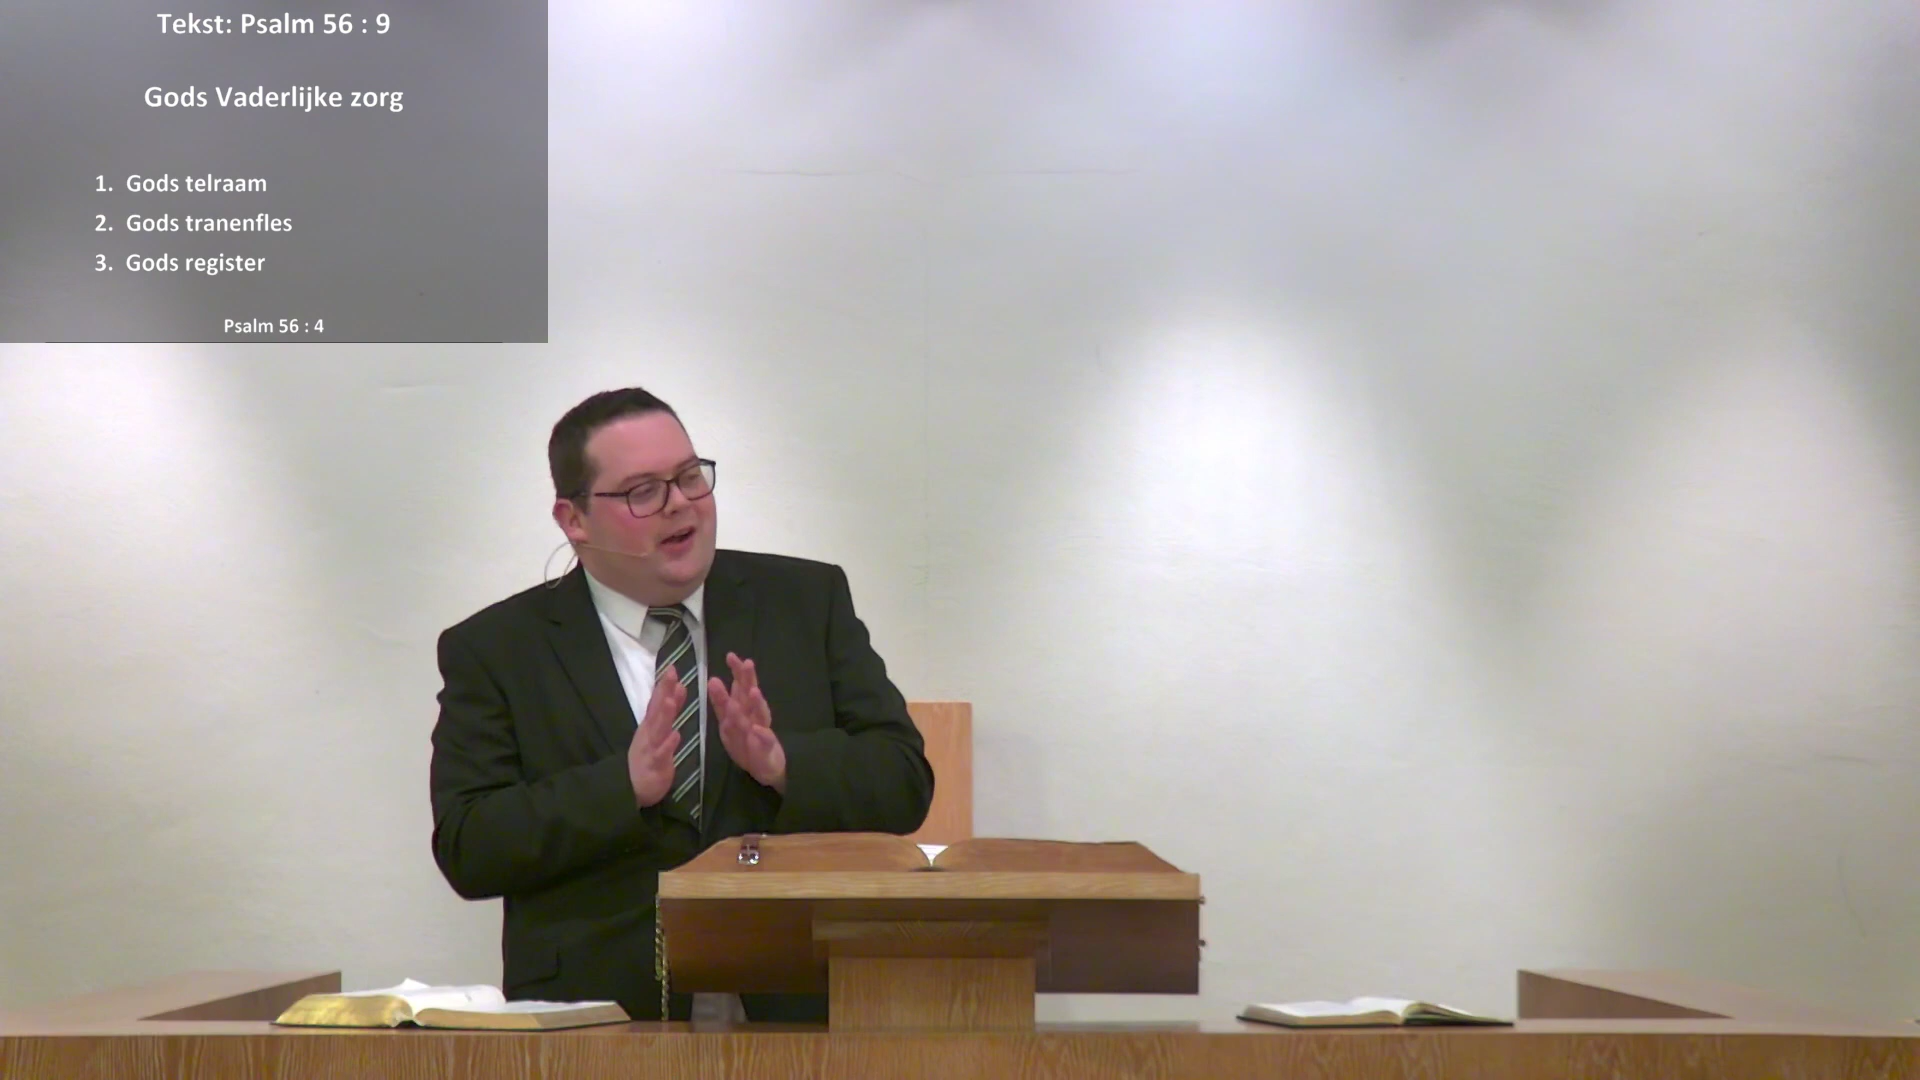 Tekst: Psalm 56 : 9
Gods Vaderlijke zorg
1. Gods telraam
2. Gods tranenfles
3. Gods register
Psalm 56 : 4